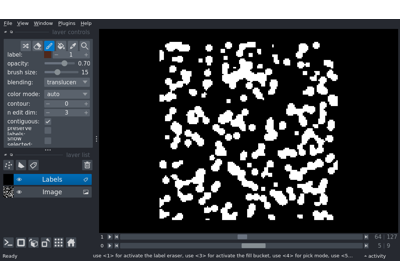 File View Window Plugins Help
layer controls
label: 1
opacity: 0.70
brush size: 15
blending: translucen
color mode: auto
contour: 0
n edit dim: 3
contiguous:
preserve
labels:
show
selected:
layer list
Labels
Image
1 64 127
0 5 9
Ready use <1> for activate the label eraser, use <3> for activate the fill bucket, use <4> for pick mode, use <5... activity